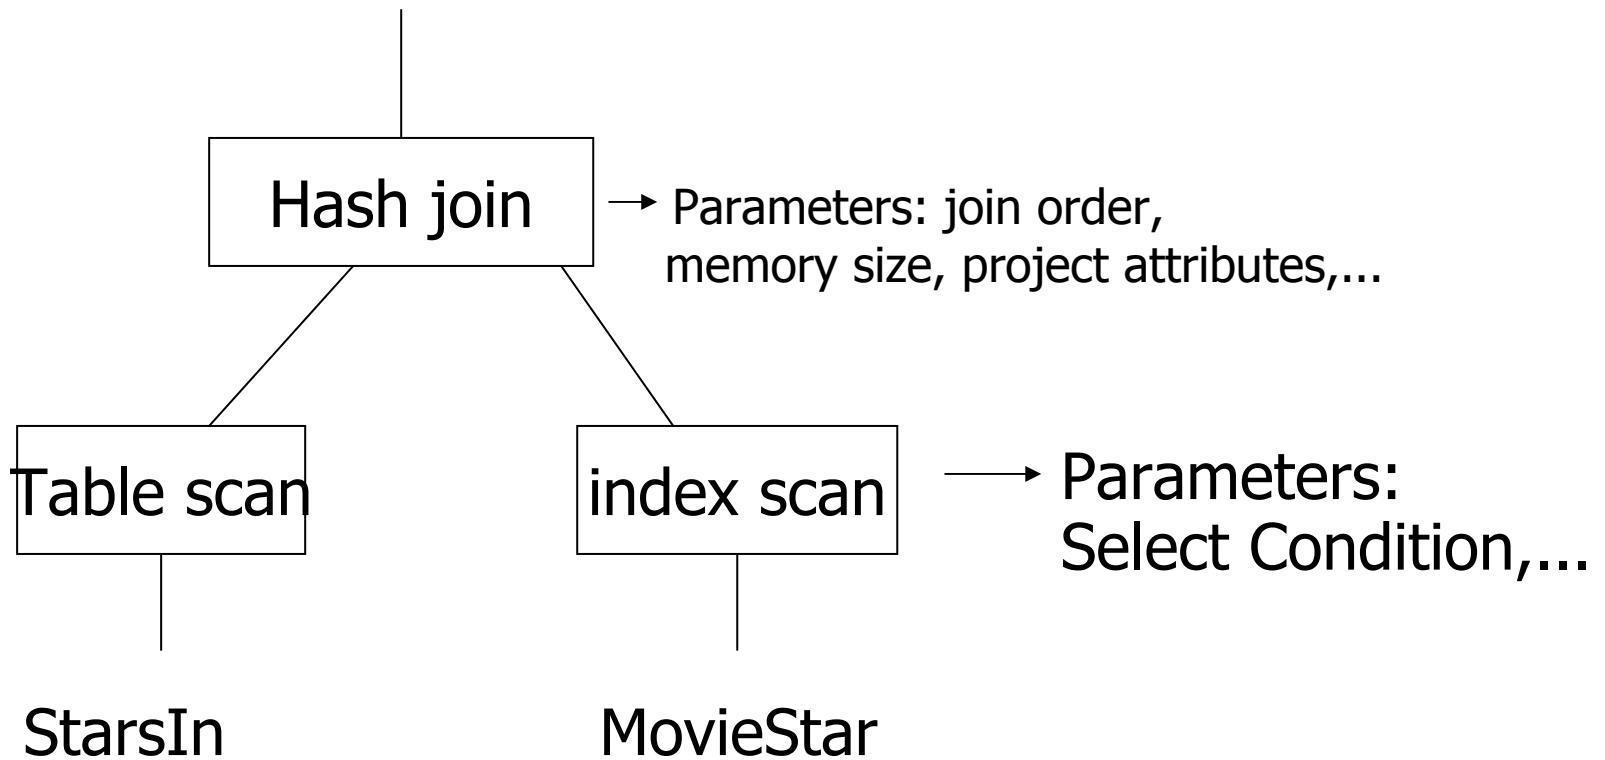 Hash join
Parameters: join order,
memory size, project attributes,...
Table scan
index scan
Parameters:
Select Condition,...
StarsIn
MovieStar